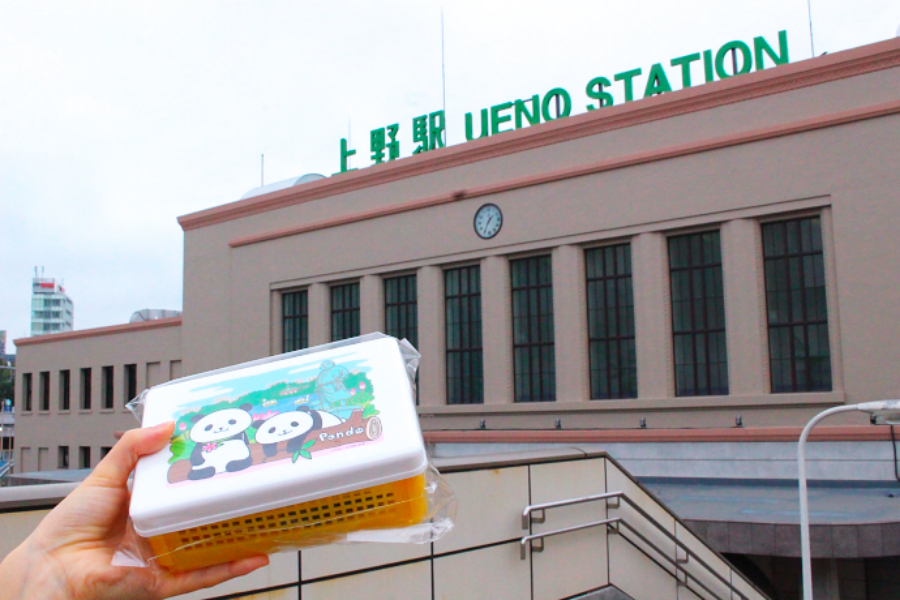 上野駅 UENO STATION
Panda